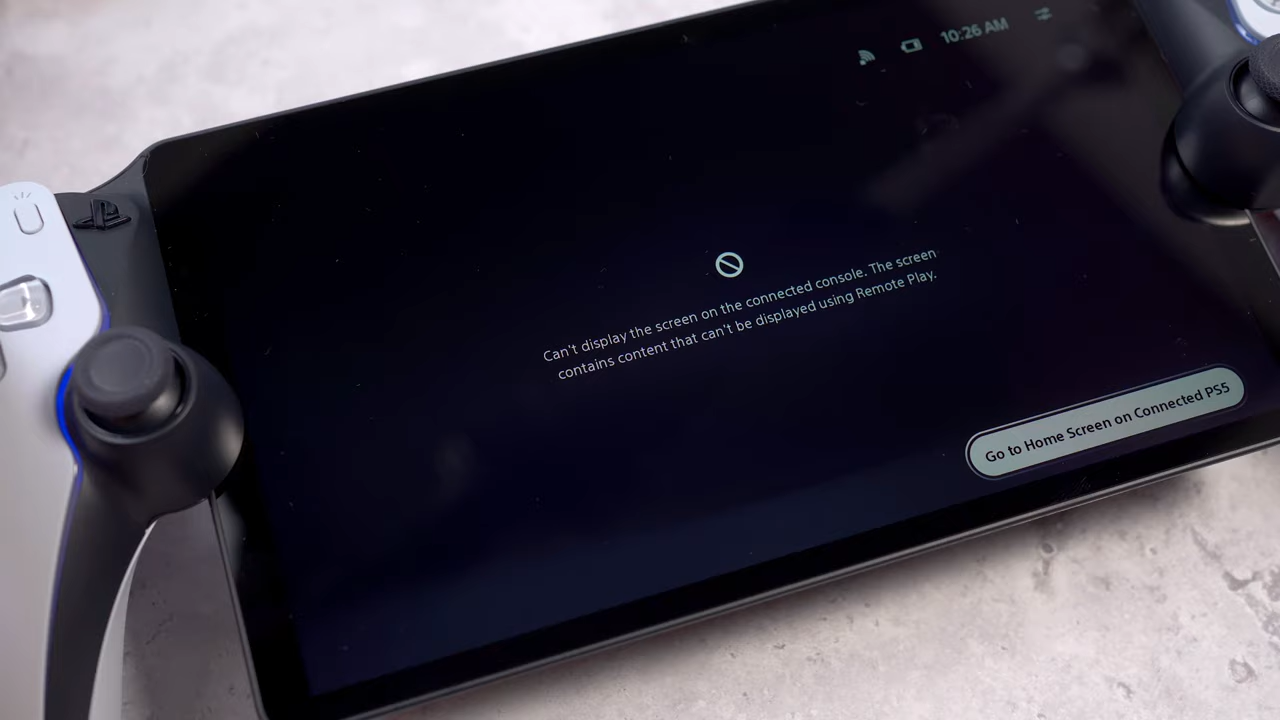 10:26 AM
Can't display the screen on the connected console. The screen
contains content that can't be displayed using Remote Play.
Go to Home Screen on Connected PS5